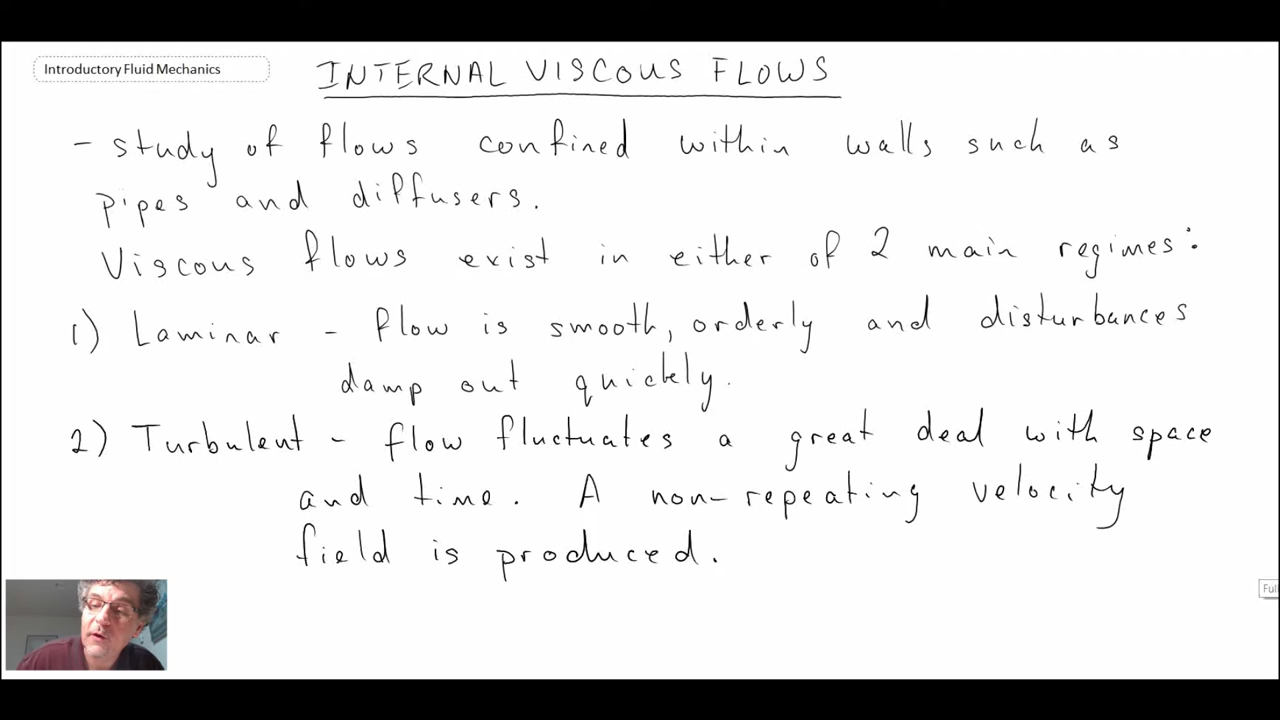 Introductory Fluid Mechanics
INTERNAL VISCOUS FLOWS
- study of flows confined within walls such as
pipes and diffusers.
Viscous flows exist in either of 2 main regimes:
1) Laminar - flow is smooth, orderly and disturbances
damp out quickly.
2) Turbulent - flow fluctuates a great deal with space
and time. A non-repeating velocity
field is produced.
Ful